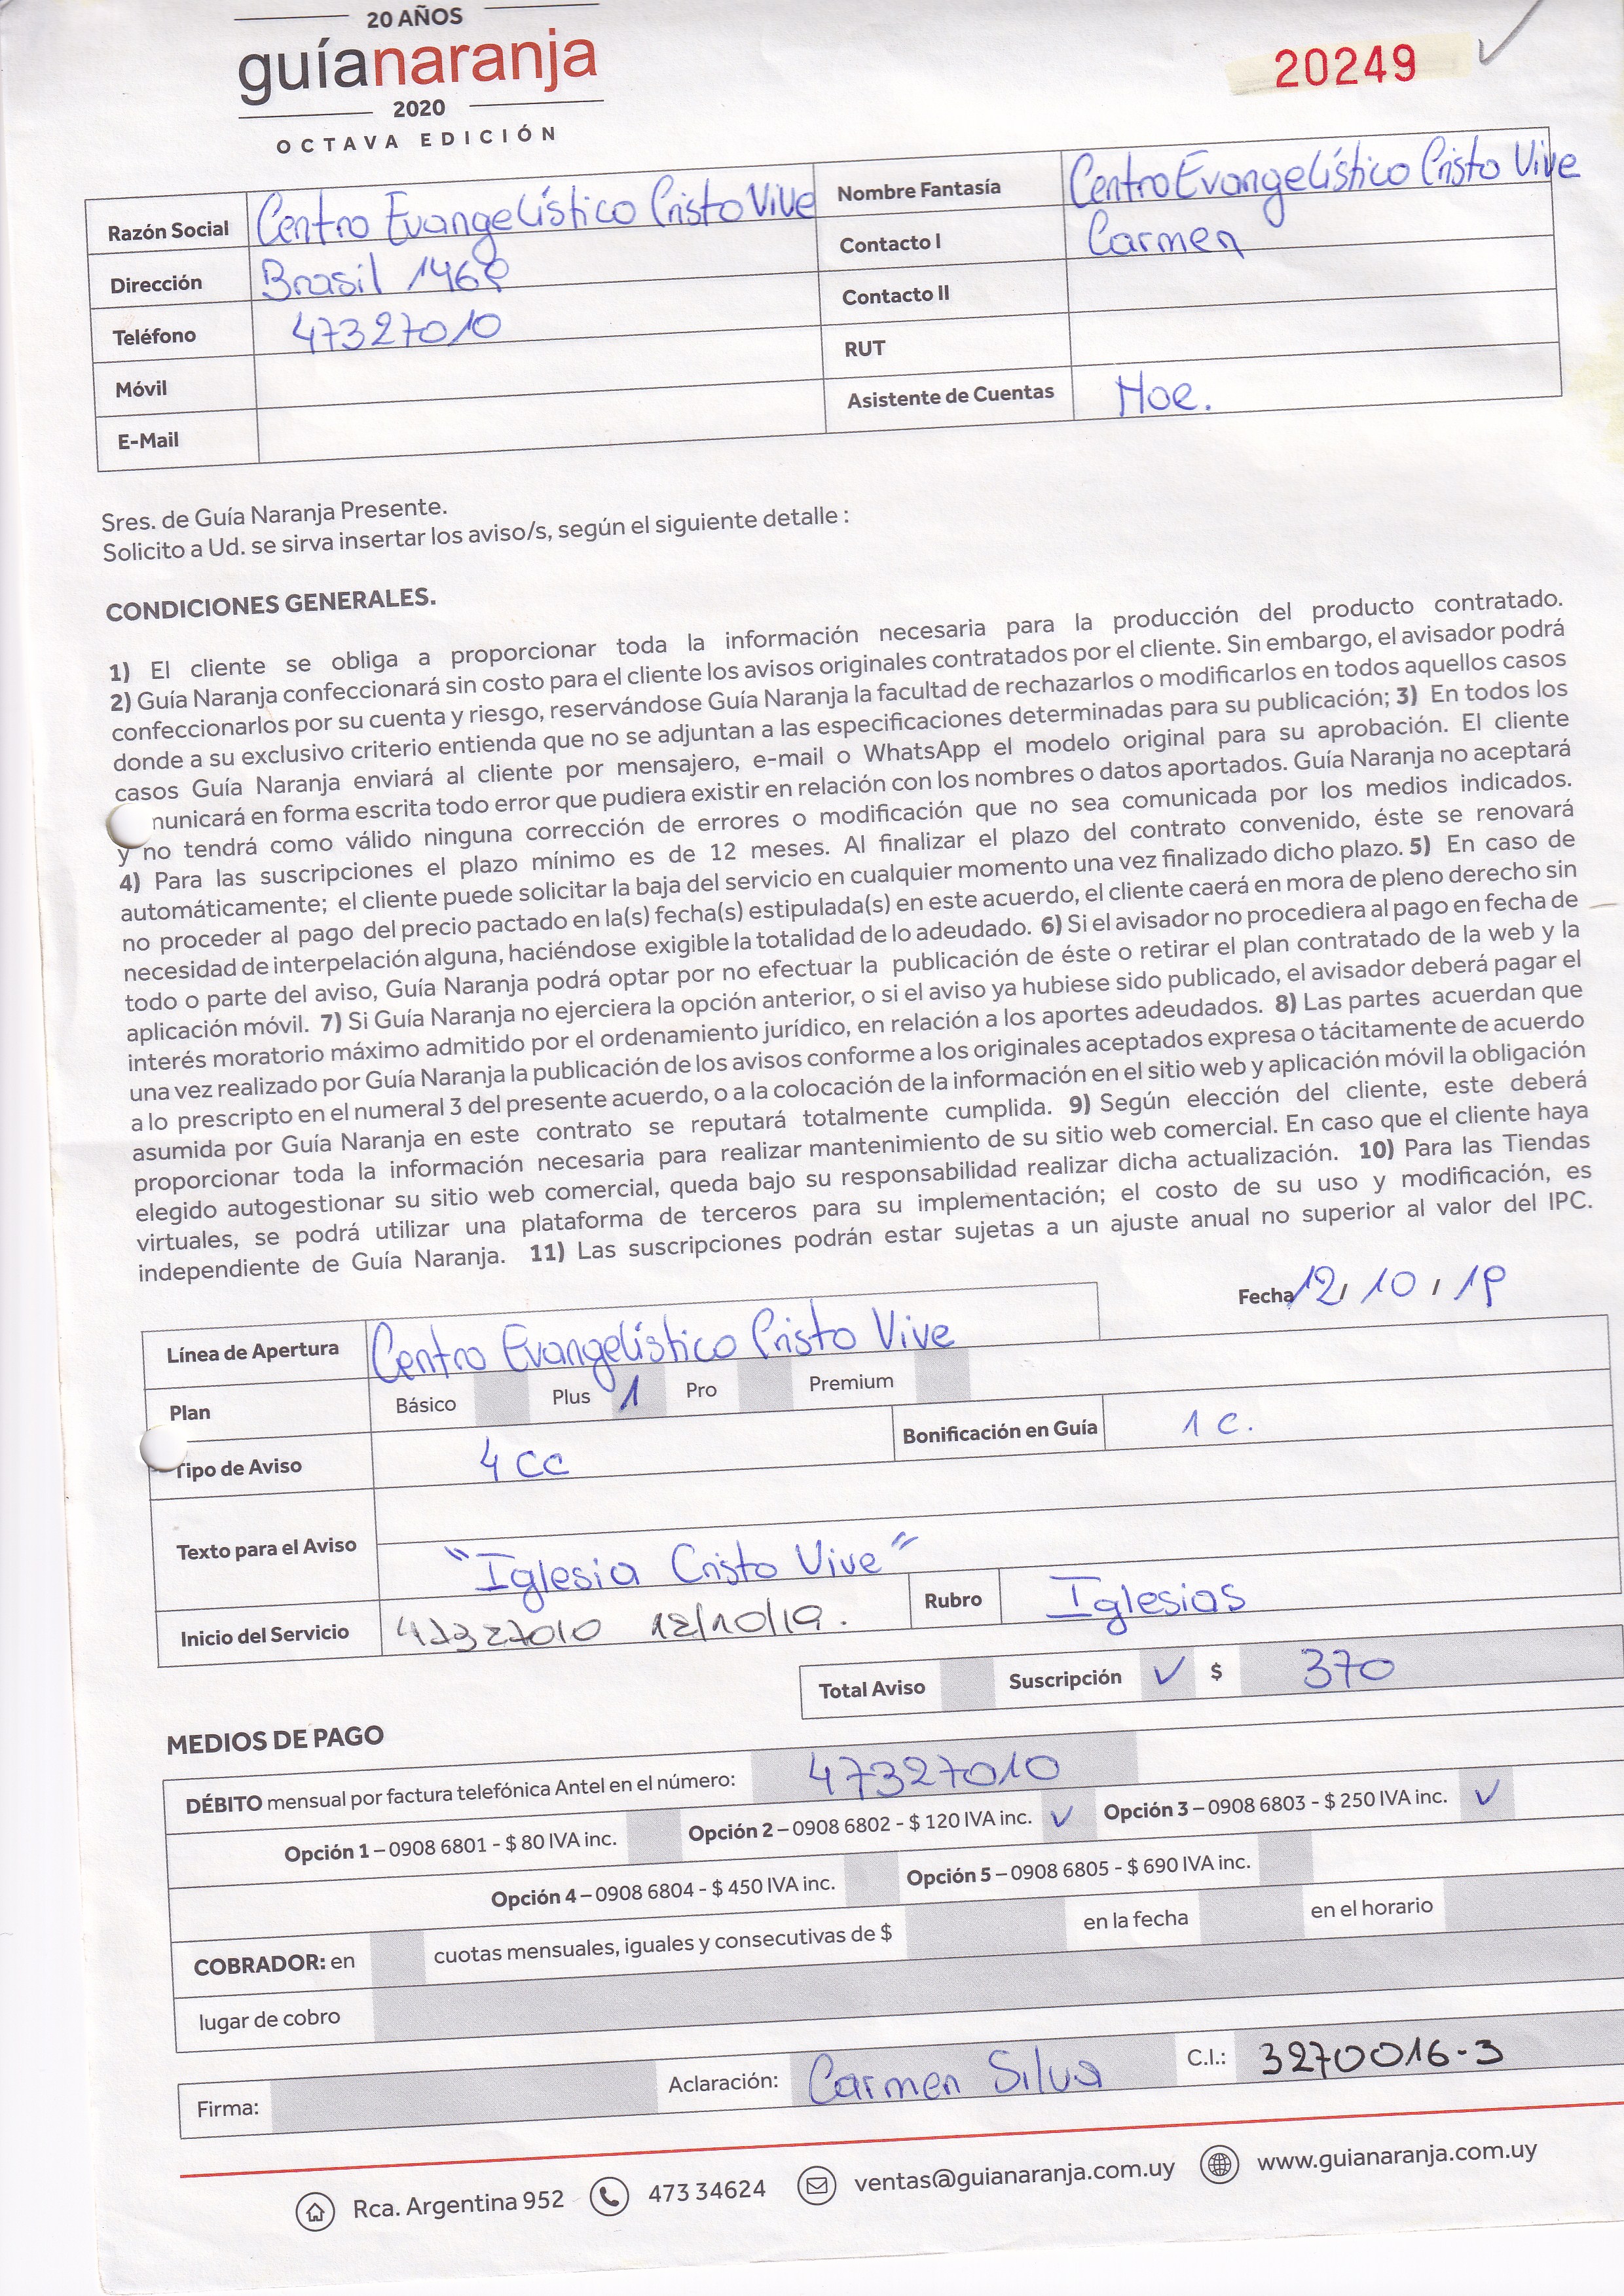 20 AÑOS
guíanaranja
2020
OCTAVA EDICIÓN
20249
Razón Social Centro Evangelístico Cristo Vive Nombre Fantasía Centro Evangelístico Cristo Vive
Dirección Brasil 1468 Contacto I Carmen
Teléfono 47327010 Contacto II
Móvil RUT
E-Mail Asistente de Cuentas Noe.
Sres. de Guía Naranja Presente.
Solicito a Ud. se sirva insertar los aviso/s, según el siguiente detalle :
CONDICIONES GENERALES.
1) El cliente se obliga a proporcionar toda la información necesaria para la producción del producto contratado.
2) Guía Naranja confeccionará sin costo para el cliente los avisos originales contratados por el cliente. Sin embargo, el avisador podrá
confeccionarlos por su cuenta y riesgo, reservándose Guía Naranja la facultad de rechazarlos o modificarlos en todos aquellos casos
donde a su exclusivo criterio entienda que no se adjuntan a las especificaciones determinadas para su publicación; 3) En todos los
casos Guía Naranja enviará al cliente por mensajero, e-mail o WhatsApp el modelo original para su aprobación. El cliente
municará en forma escrita todo error que pudiera existir en relación con los nombres o datos aportados. Guía Naranja no aceptará
y no tendrá como válido ninguna corrección de errores o modificación que no sea comunicada por los medios indicados.
4) Para las suscripciones el plazo mínimo es de 12 meses. Al finalizar el plazo del contrato convenido, éste se renovará
automáticamente; el cliente puede solicitar la baja del servicio en cualquier momento una vez finalizado dicho plazo. 5) En caso de
no proceder al pago del precio pactado en la(s) fecha(s) estipulada(s) en este acuerdo, el cliente caerá en mora de pleno derecho sin
necesidad de interpelación alguna, haciéndose exigible la totalidad de lo adeudado. 6) Si el avisador no procediera al pago en fecha de
todo o parte del aviso, Guía Naranja podrá optar por no efectuar la publicación de éste o retirar el plan contratado de la web y la
aplicación móvil. 7) Si Guía Naranja no ejerciera la opción anterior, o si el aviso ya hubiese sido publicado, el avisador deberá pagar el
interés moratorio máximo admitido por el ordenamiento jurídico, en relación a los aportes adeudados. 8) Las partes acuerdan que
una vez realizado por Guía Naranja la publicación de los avisos conforme a los originales aceptados expresa o tácitamente de acuerdo
a lo prescripto en el numeral 3 del presente acuerdo, o a la colocación de la información en el sitio web y aplicación móvil la obligación
asumida por Guía Naranja en este contrato se reputará totalmente cumplida. 9) Según elección del cliente, este deberá
proporcionar toda la información necesaria para realizar mantenimiento de su sitio web comercial. En caso que el cliente haya
elegido autogestionar su sitio web comercial, queda bajo su responsabilidad realizar dicha actualización. 10) Para las Tiendas
virtuales, se podrá utilizar una plataforma de terceros para su implementación; el costo de su uso y modificación, es
independiente de Guía Naranja. 11) Las suscripciones podrán estar sujetas a un ajuste anual no superior al valor del IPC.
Fecha 12 / 10 / 19
Línea de Apertura Centro Evangelístico Cristo Vive
Plan Básico Plus 1 Pro Premium
Tipo de Aviso 4 cc Bonificación en Guía 1 c.
Texto para el Aviso "Iglesia Cristo Vive"
Inicio del Servicio 47327010 12/10/19. Rubro Iglesias
Total Aviso Suscripción ✓ $ 370
MEDIOS DE PAGO
DÉBITO mensual por factura telefónica Antel en el número: 47327010
Opción 1 – 0908 6801 - $ 80 IVA inc. Opción 2 – 0908 6802 - $ 120 IVA inc. ✓ Opción 3 – 0908 6803 - $ 250 IVA inc. ✓
Opción 4 – 0908 6804 - $ 450 IVA inc. Opción 5 – 0908 6805 - $ 690 IVA inc.
COBRADOR: en cuotas mensuales, iguales y consecutivas de $ en la fecha en el horario
lugar de cobro
Firma: Aclaración: Carmen Silva C.I.: 3270016-3
Rca. Argentina 952 473 34624 ventas@guianaranja.com.uy www.guianaranja.com.uy